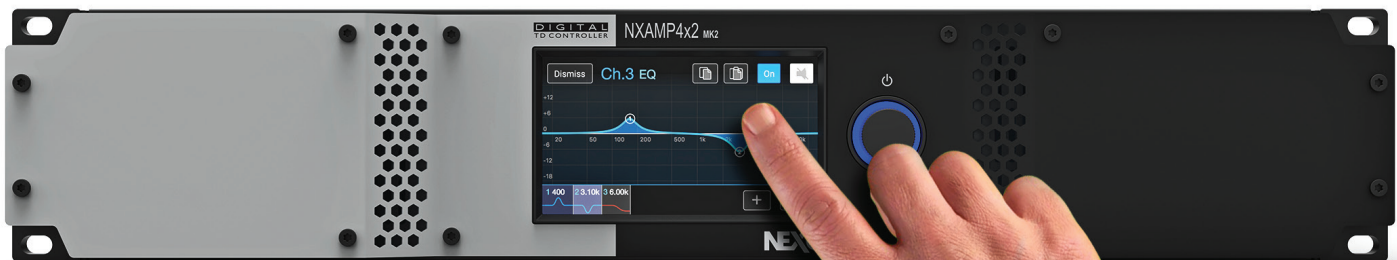 DIGITAL
TD CONTROLLER
NXAMP4x2 MK2
Dismiss Ch.3 EQ On
+12
+6
0
20 50 100 200 500 1k
-6
-12
-18
1 400 2 3.10k 3 6.00k
+